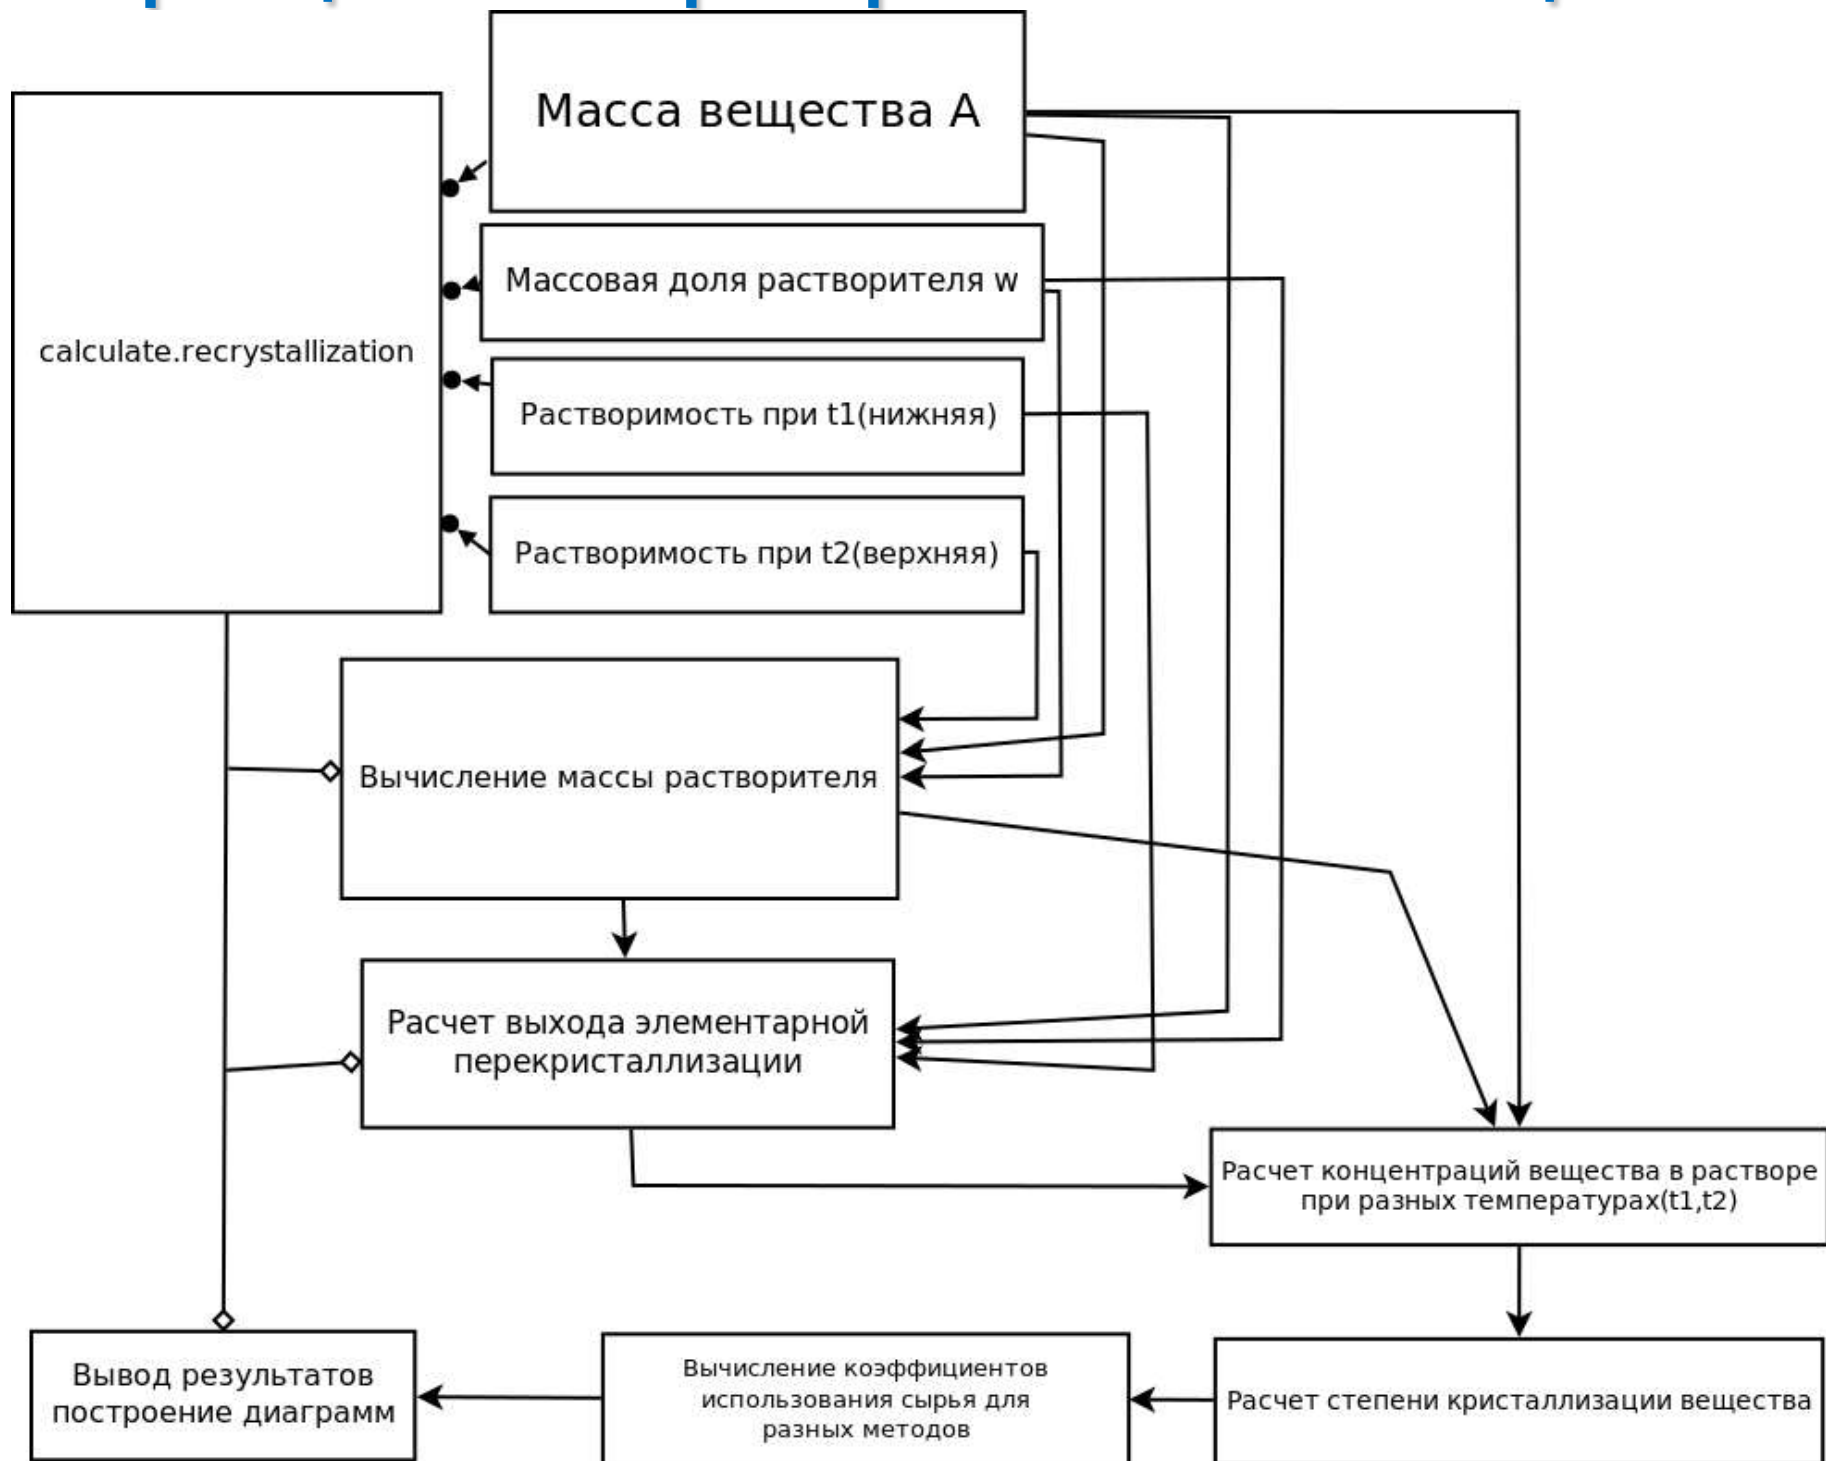 Масса вещества А
calculate.recrystallization
Массовая доля растворителя w
Растворимость при t1(нижняя)
Растворимость при t2(верхняя)
Вычисление массы растворителя
Расчет выхода элементарной
перекристаллизации
Расчет концентраций вещества в растворе
при разных температурах(t1,t2)
Вывод результатов
построение диаграмм
Вычисление коэффициентов
использования сырья для
разных методов
Расчет степени кристаллизации вещества